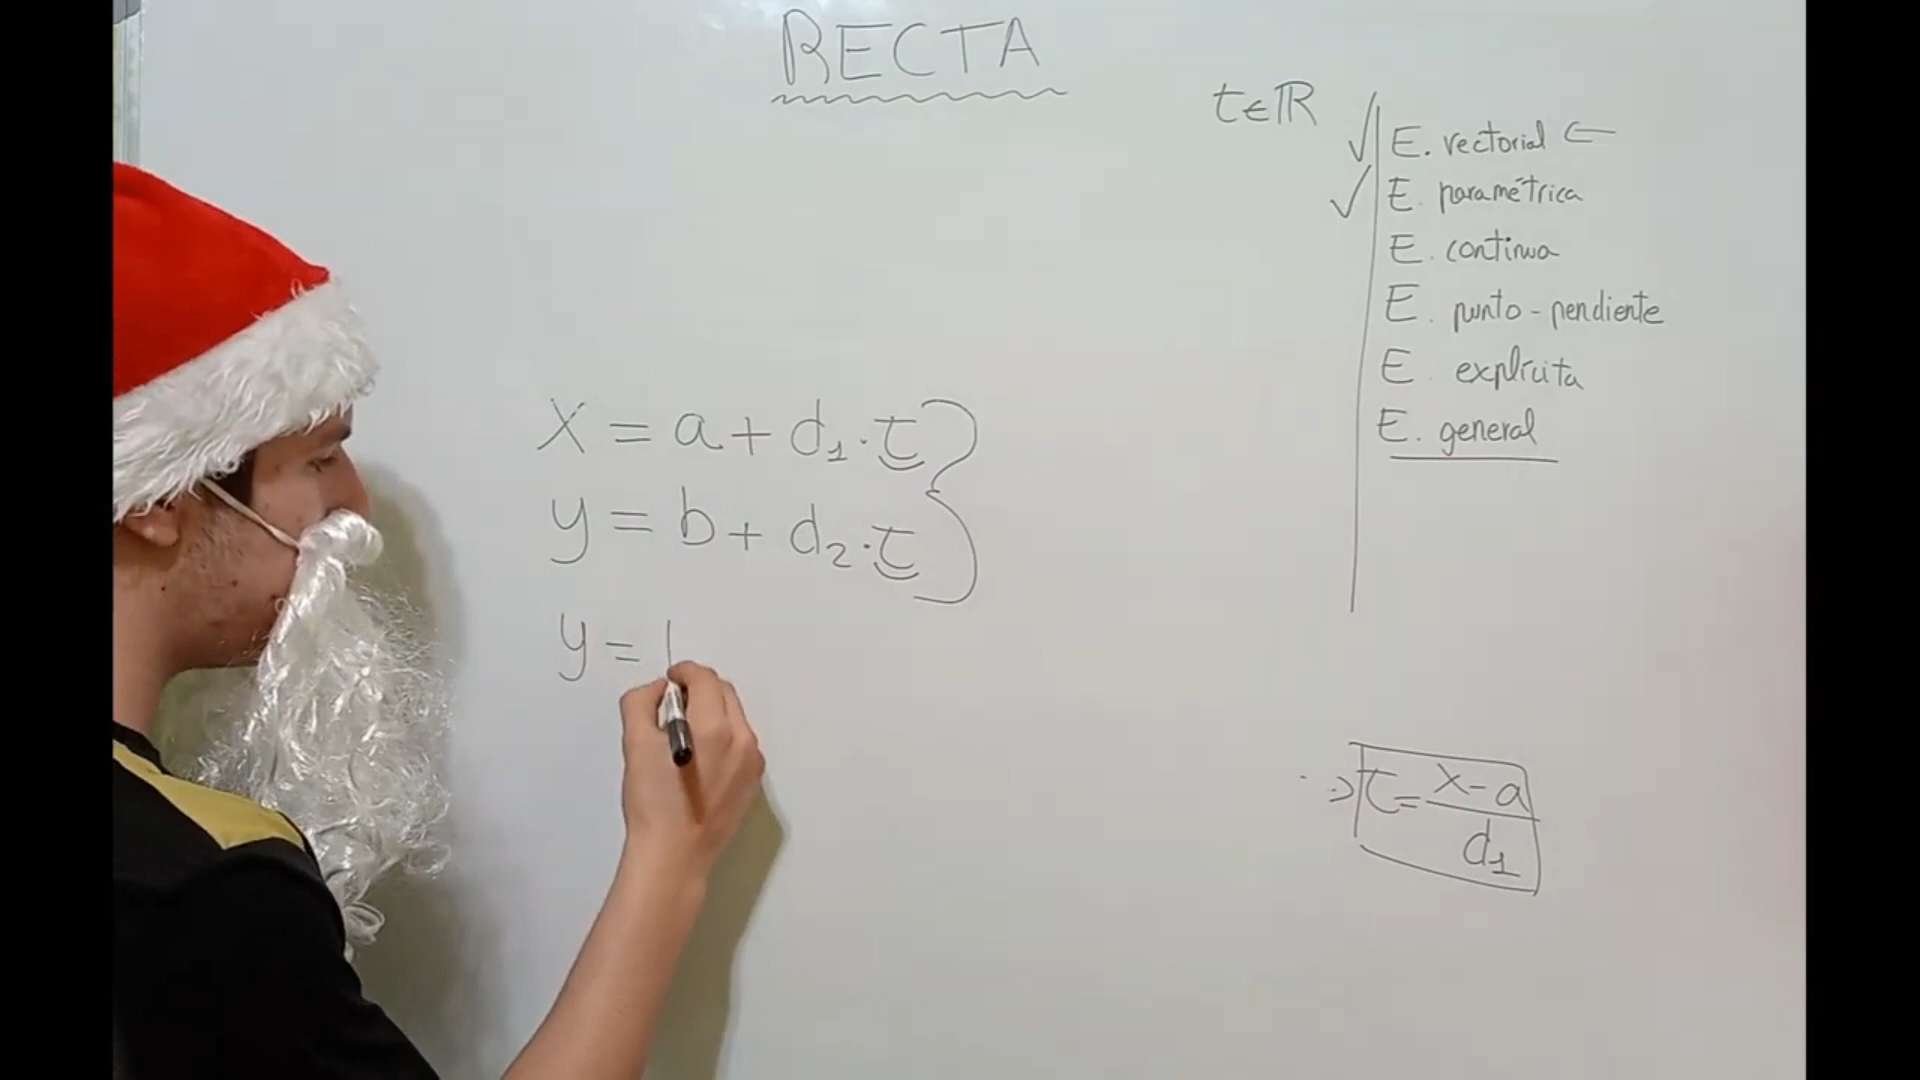 RECTA
t∈ℝ
✓ E. vectorial ←
✓ E. paramétrica
E. continua
E. punto-pendiente
E. explícita
E. general
x = a + d₁·t
y = b + d₂·t
y =
⇒ t = x-a
d₁